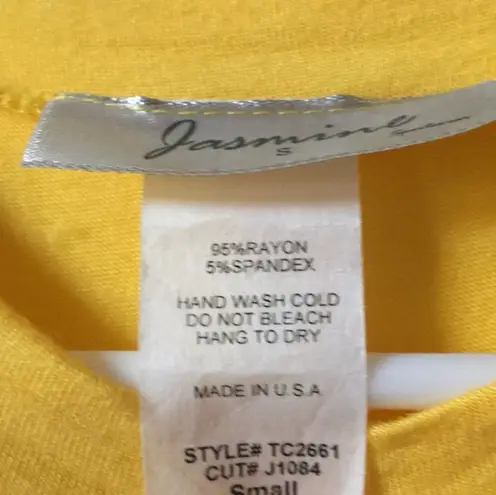 Jasmine
S
95%RAYON
5%SPANDEX
HAND WASH COLD
DO NOT BLEACH
HANG TO DRY
MADE IN U.S.A
STYLE# TC2661
CUT# J1084
Small